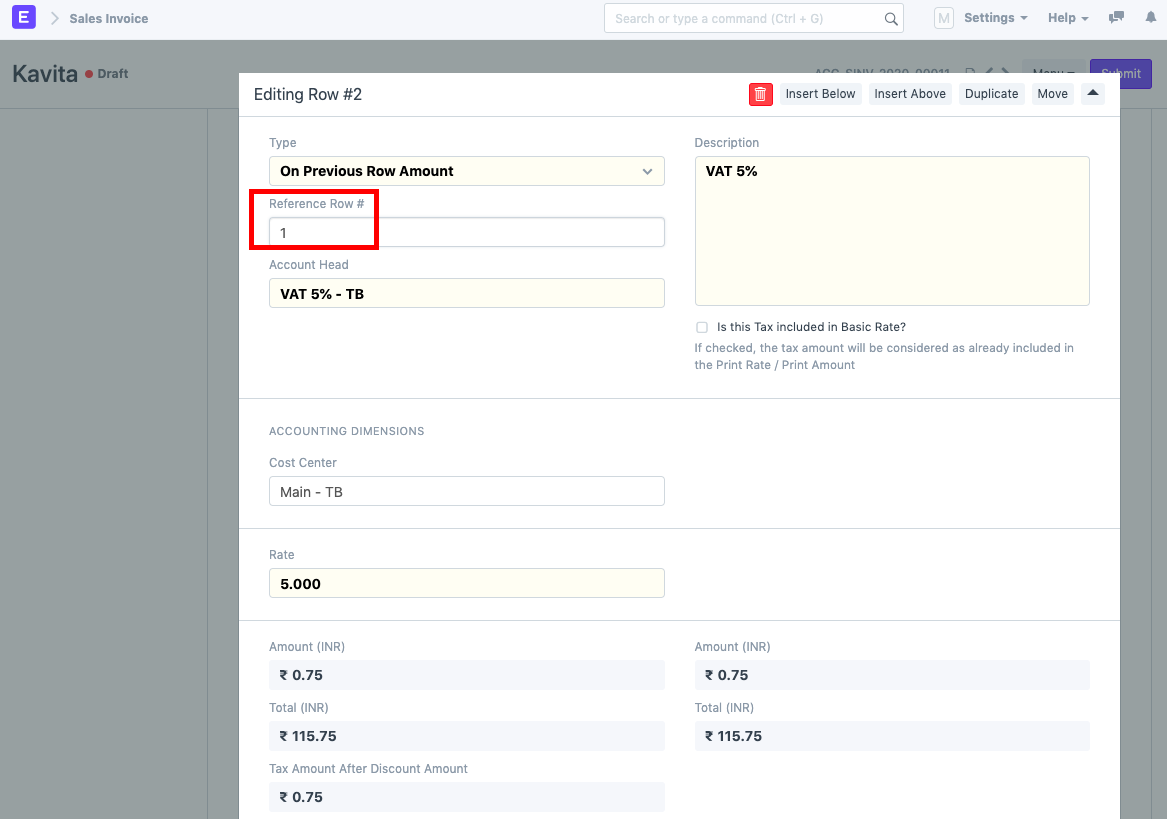 E Sales Invoice Search or type a command (Ctrl + G) M Settings Help
Kavita Draft ACC-SINV-2020-00011 Menu Submit
Editing Row #2 Insert Below Insert Above Duplicate Move
Type
On Previous Row Amount
Reference Row #
1
Account Head
VAT 5% - TB
Description
VAT 5%
Is this Tax included in Basic Rate?
If checked, the tax amount will be considered as already included in
the Print Rate / Print Amount
ACCOUNTING DIMENSIONS
Cost Center
Main - TB
Rate
5.000
Amount (INR)
₹ 0.75
Total (INR)
₹ 115.75
Tax Amount After Discount Amount
₹ 0.75
Amount (INR)
₹ 0.75
Total (INR)
₹ 115.75